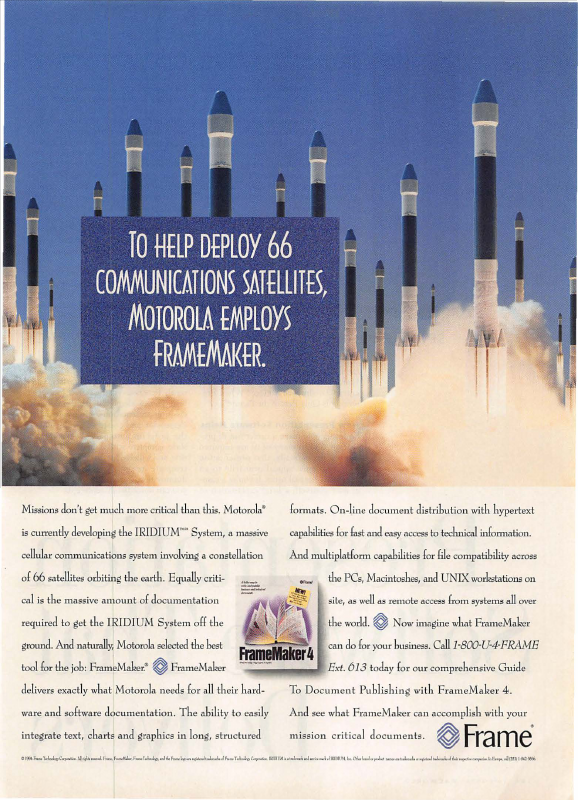 TO HELP DEPLOY 66
COMMUNICATIONS SATELLITES,
MOTOROLA EMPLOYS
FRAMEMAKER.
Missions don't get much more critical than this. Motorola®
is currently developing the IRIDIUM™ System, a massive
cellular communications system involving a constellation
of 66 satellites orbiting the earth. Equally criti-
cal is the massive amount of documentation
required to get the IRIDIUM System off the
ground. And naturally, Motorola selected the best
tool for the job: FrameMaker.® FrameMaker
delivers exactly what Motorola needs for all their hard-
ware and software documentation. The ability to easily
integrate text, charts and graphics in long, structured
formats. On-line document distribution with hypertext
capabilities for fast and easy access to technical information.
And multiplatform capabilities for file compatibility across
the PCs, Macintoshes, and UNIX workstations on
site, as well as remote access from systems all over
the world. Now imagine what FrameMaker
can do for your business. Call 1-800-U-4-FRAME
Ext. 613 today for our comprehensive Guide
To Document Publishing with FrameMaker 4.
And see what FrameMaker can accomplish with your
mission critical documents.
NEW!
FrameMaker 4
Frame®